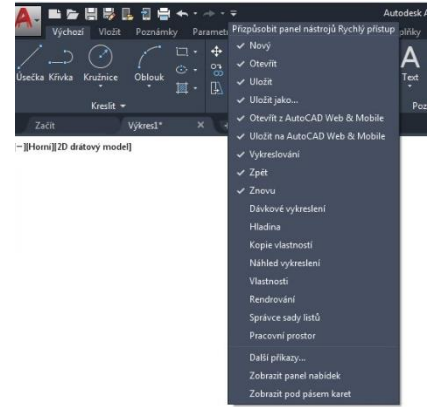 Autodesk A
Výchozí Vložit Poznámky Paramet
Přizpůsobit panel nástrojů Rychlý přístup
plňky
Nový
Otevřít
Uložit
Uložit jako...
Otevřít z AutoCAD Web & Mobile
Uložit na AutoCAD Web & Mobile
Vykreslování
Zpět
Znovu
Dávkové vykreslení
Hladina
Kopie vlastností
Náhled vykreslení
Vlastnosti
Rendrování
Správce sady listů
Pracovní prostor
Další příkazy...
Zobrazit panel nabídek
Zobrazit pod pásem karet
Úsečka Křivka Kružnice Oblouk
Text
Kreslit
Poz
Začít
Výkres1*
[−][Horní][2D drátový model]